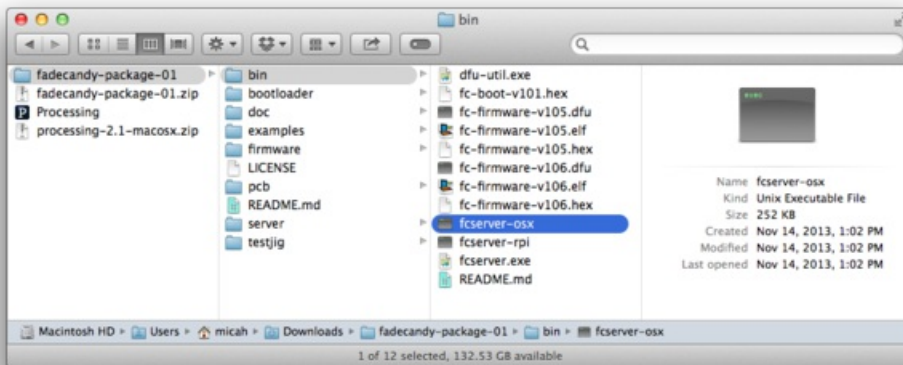 bin
fadecandy-package-01
fadecandy-package-01.zip
Processing
processing-2.1-macosx.zip
bin
bootloader
doc
examples
firmware
LICENSE
pcb
README.md
server
testjig
dfu-util.exe
fc-boot-v101.hex
fc-firmware-v105.dfu
fc-firmware-v105.elf
fc-firmware-v105.hex
fc-firmware-v106.dfu
fc-firmware-v106.elf
fc-firmware-v106.hex
fcserver-osx
fcserver-rpi
fcserver.exe
README.md
exec
Name fcserver-osx
Kind Unix Executable File
Size 252 KB
Created Nov 14, 2013, 1:02 PM
Modified Nov 14, 2013, 1:02 PM
Last opened Nov 14, 2013, 1:02 PM
Macintosh HD Users micah Downloads fadecandy-package-01 bin fcserver-osx
1 of 12 selected, 132.53 GB available